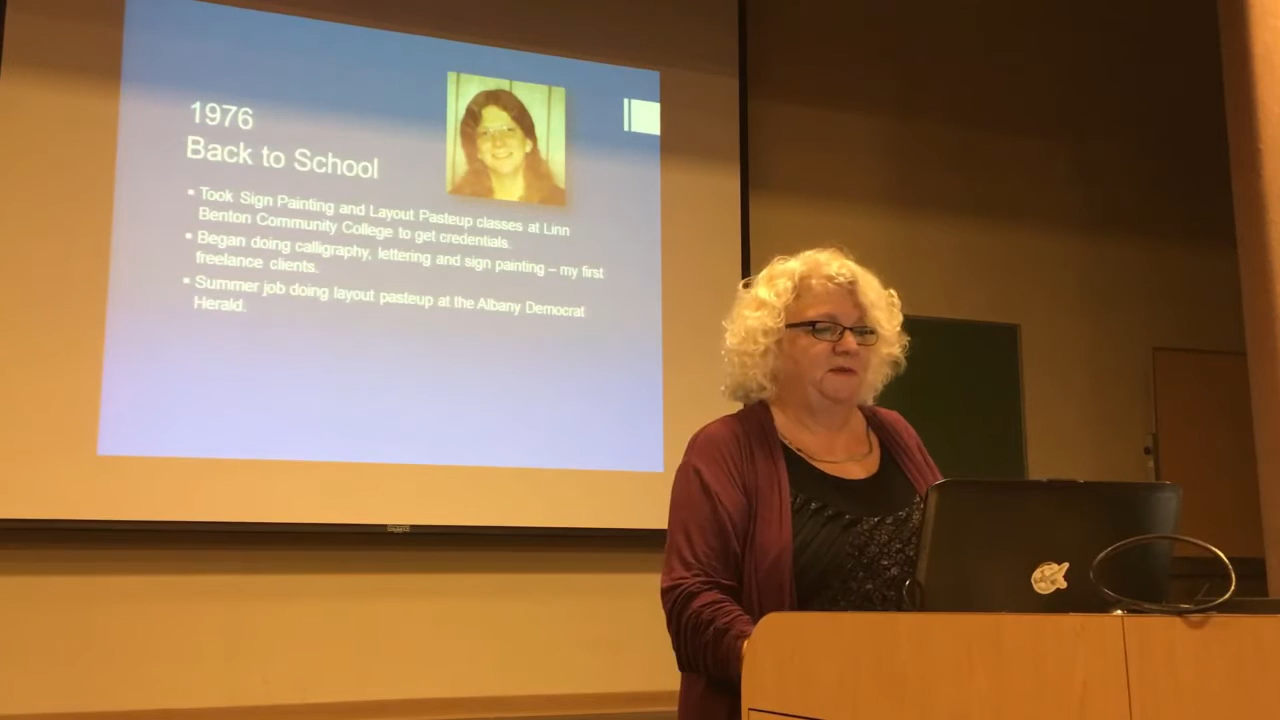 1976
Back to School
▪ Took Sign Painting and Layout Pasteup classes at Linn
Benton Community College to get credentials.
▪ Began doing calligraphy, lettering and sign painting – my first
freelance clients.
▪ Summer job doing layout pasteup at the Albany Democrat
Herald.